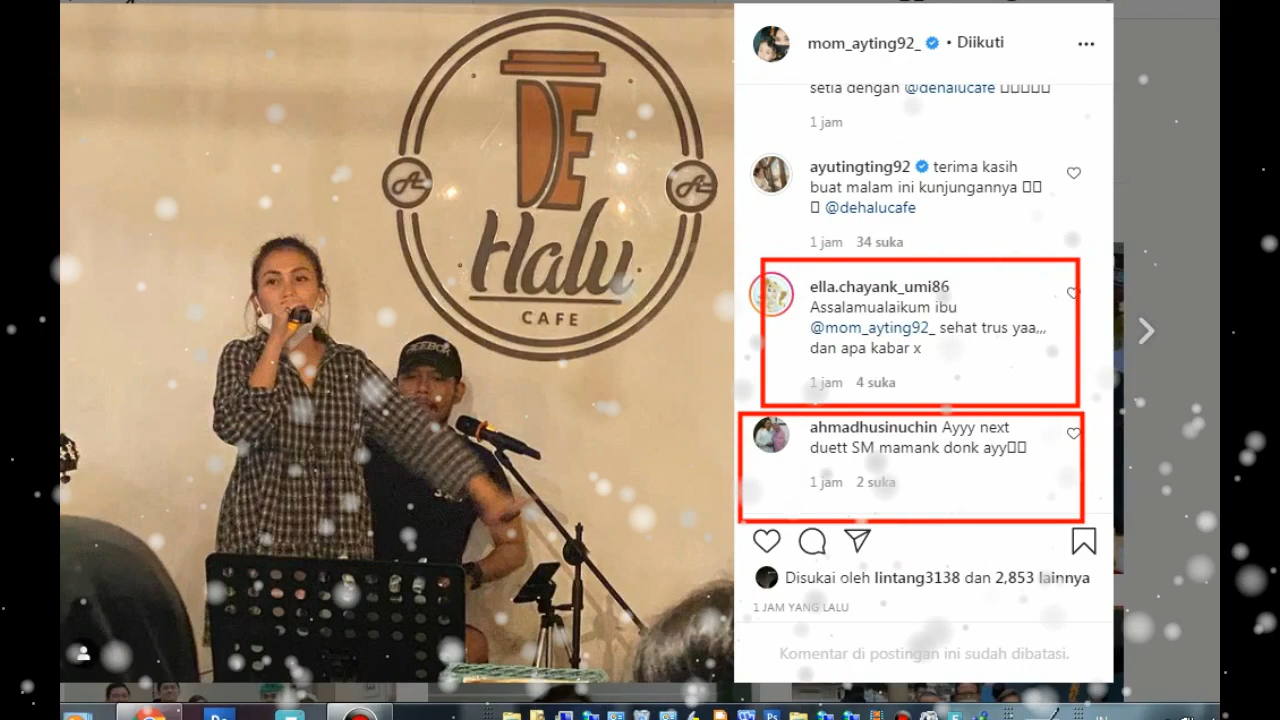 DE
Halu
CAFE
mom_ayting92_ • Diikuti
setia dengan @dehalucafe
1 jam
ayutingting92 terima kasih
buat malam ini kunjungannya
@dehalucafe
1 jam 34 suka
ella.chayank_umi86
Assalamualaikum ibu
@mom_ayting92_ sehat trus yaa,,,
dan apa kabar x
1 jam 4 suka
ahmadhusinuchin Ayyy next
duett SM mamank donk ayy
1 jam 2 suka
Disukai oleh lintang3138 dan 2,853 lainnya
1 JAM YANG LALU
Komentar di postingan ini sudah dibatasi.